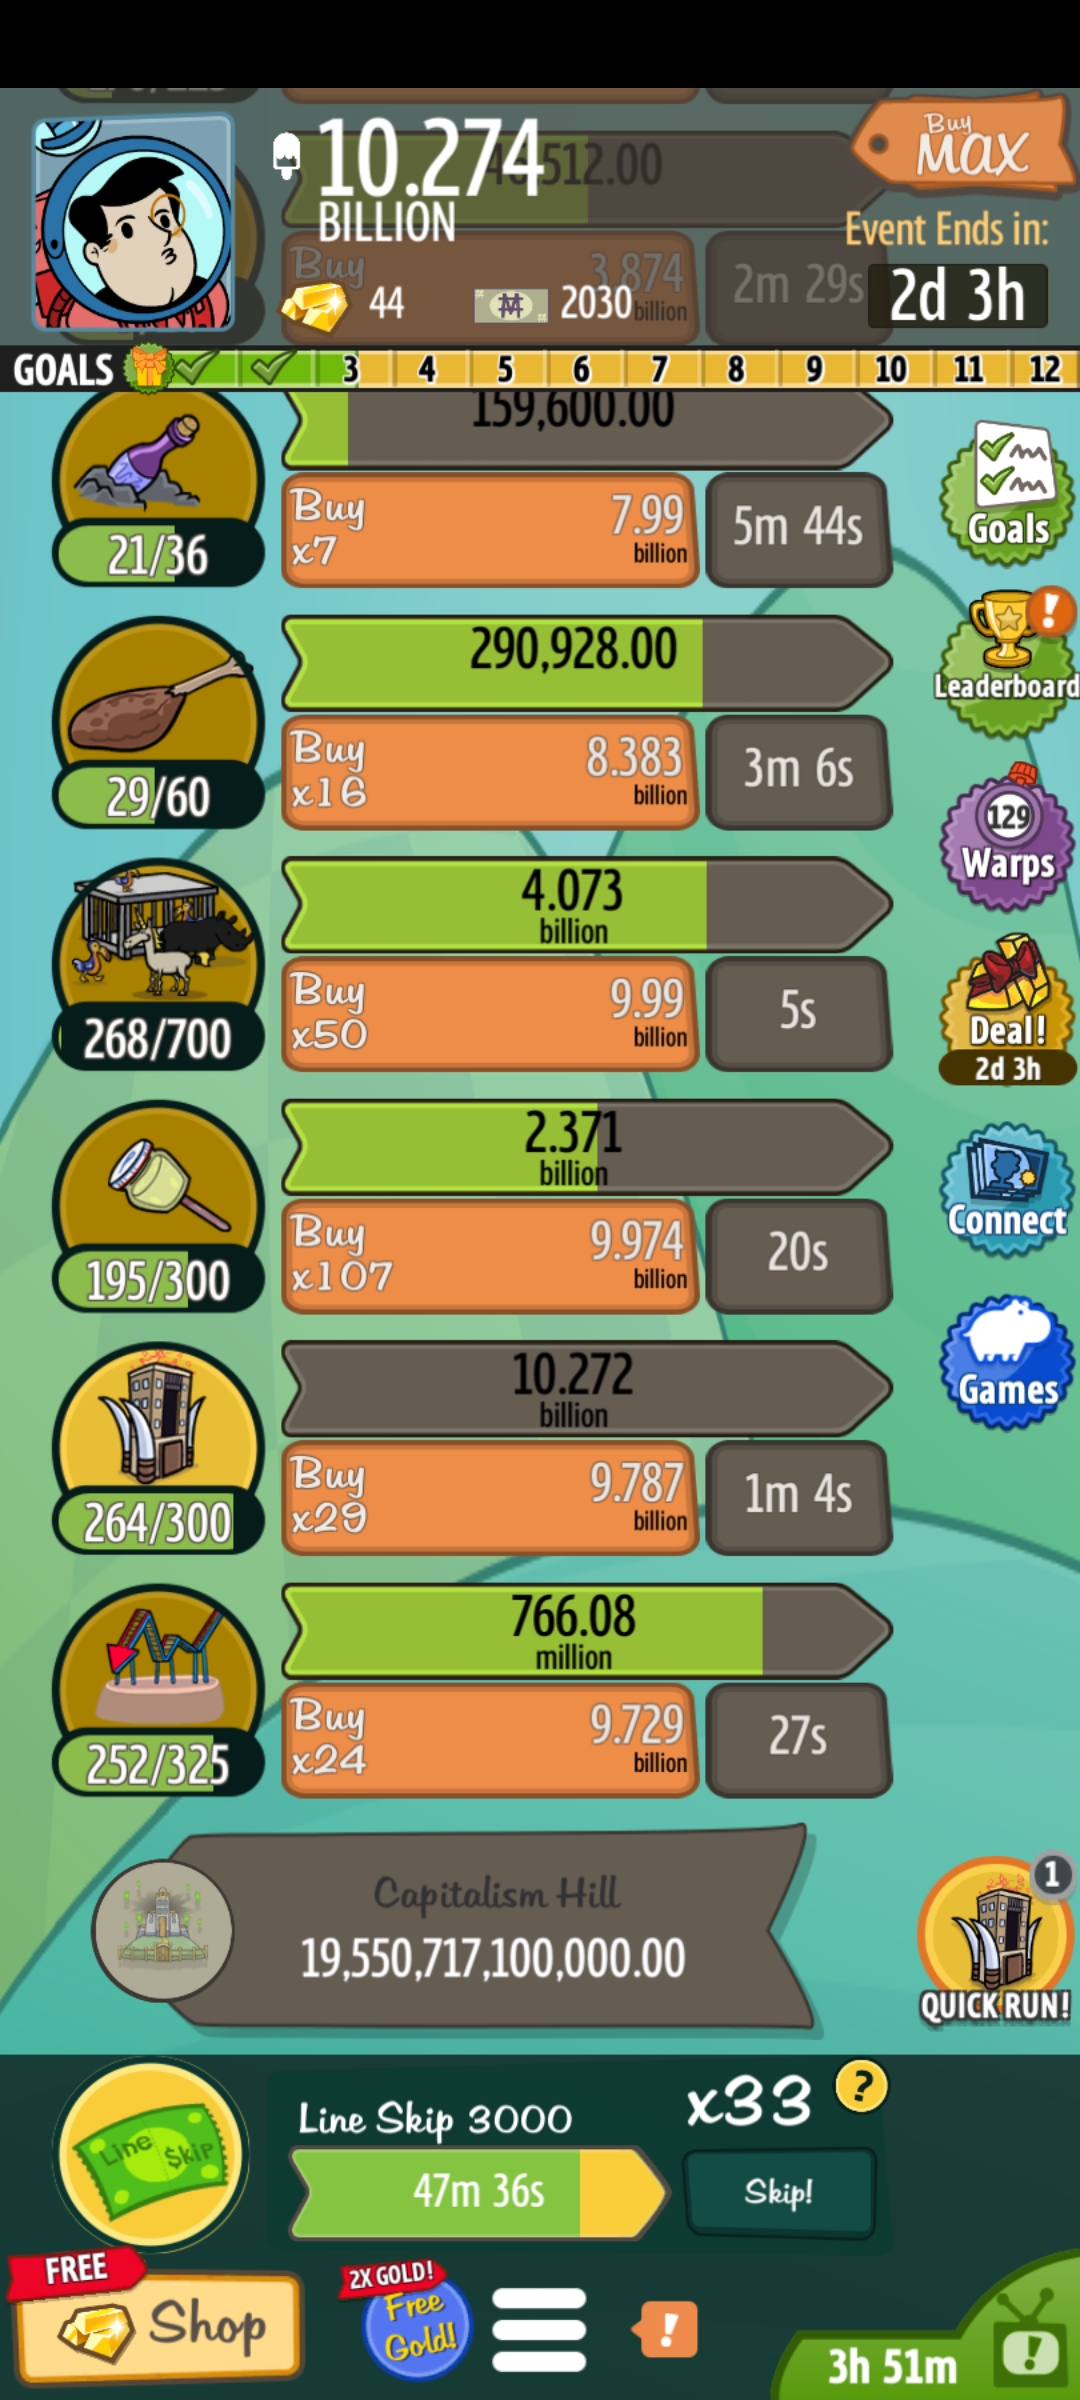 10.274
BILLION
Buy
MAX
512.00
Event Ends in:
2d 3h
Buy
3.874
billion
2m 29s
44
2030
GOALS
3 4 5 6 7 8 9 10 11 12
159,600.00
21/36
Buy
x7
7.99
billion
5m 44s
Goals
Leaderboard
290,928.00
29/60
Buy
x16
8.383
billion
3m 6s
129
Warps
4.073
billion
268/700
Buy
x50
9.99
billion
5s
Deal!
2d 3h
2.371
billion
195/300
Buy
x107
9.974
billion
20s
Connect
10.272
billion
264/300
Buy
x29
9.787
billion
1m 4s
Games
766.08
million
252/325
Buy
x24
9.729
billion
27s
Capitalism Hill
19,550,717,100,000.00
1
QUICK RUN!
Line $kip
Line Skip 3000
47m 36s
x33
?
Skip!
FREE
Shop
2X GOLD!
Free
Gold!
!
3h 51m
!